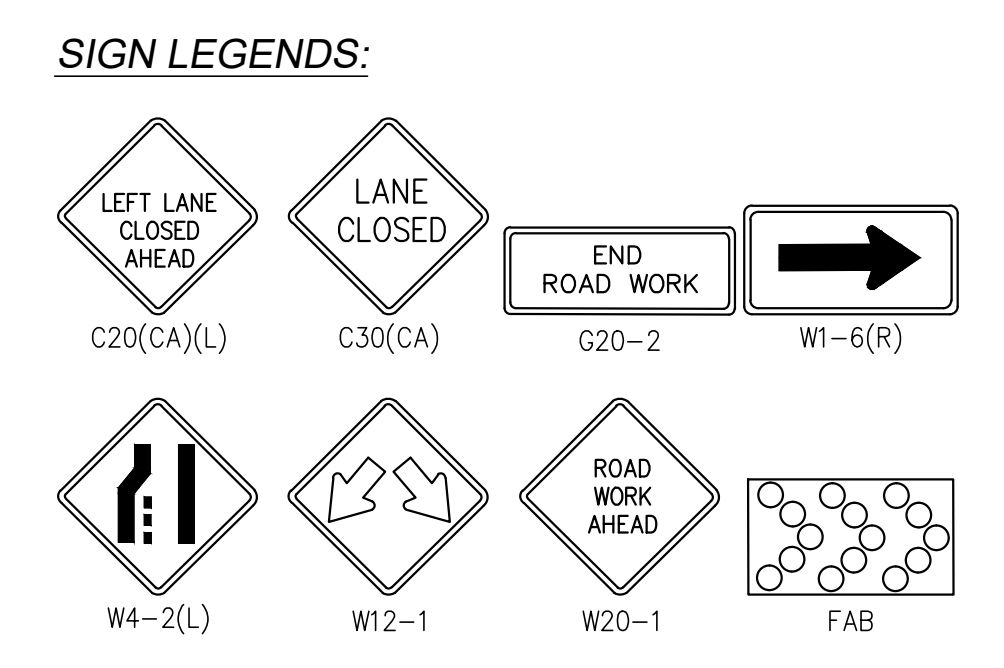 SIGN LEGENDS:
LEFT LANE
CLOSED
AHEAD
C20(CA)(L)
LANE
CLOSED
C30(CA)
END
ROAD WORK
G20-2
W1-6(R)
W4-2(L)
W12-1
ROAD
WORK
AHEAD
W20-1
FAB